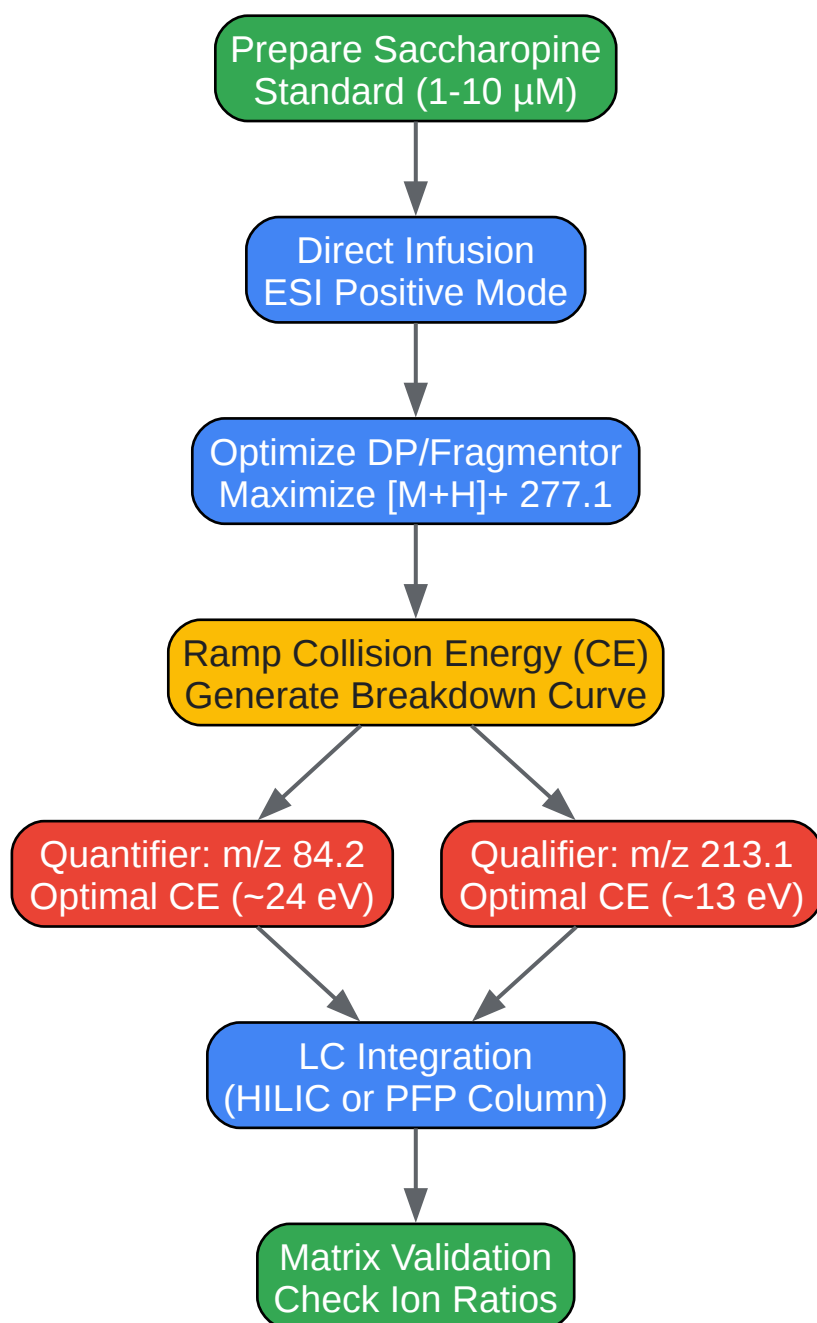 Prepare Saccharopine
Standard (1-10 µM)
Direct Infusion
ESI Positive Mode
Optimize DP/Fragmentor
Maximize [M+H]+ 277.1
Ramp Collision Energy (CE)
Generate Breakdown Curve
Quantifier: m/z 84.2
Optimal CE (~24 eV)
Qualifier: m/z 213.1
Optimal CE (~13 eV)
LC Integration
(HILIC or PFP Column)
Matrix Validation
Check Ion Ratios